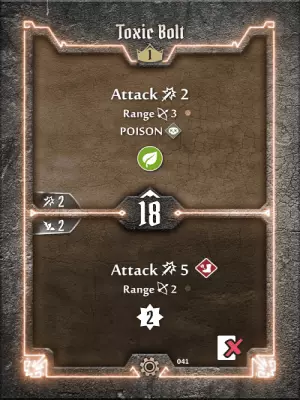 Toxic Bolt
1
Attack 2
Range 3
POISON
2
18
2
Attack 5
Range 2
2
041